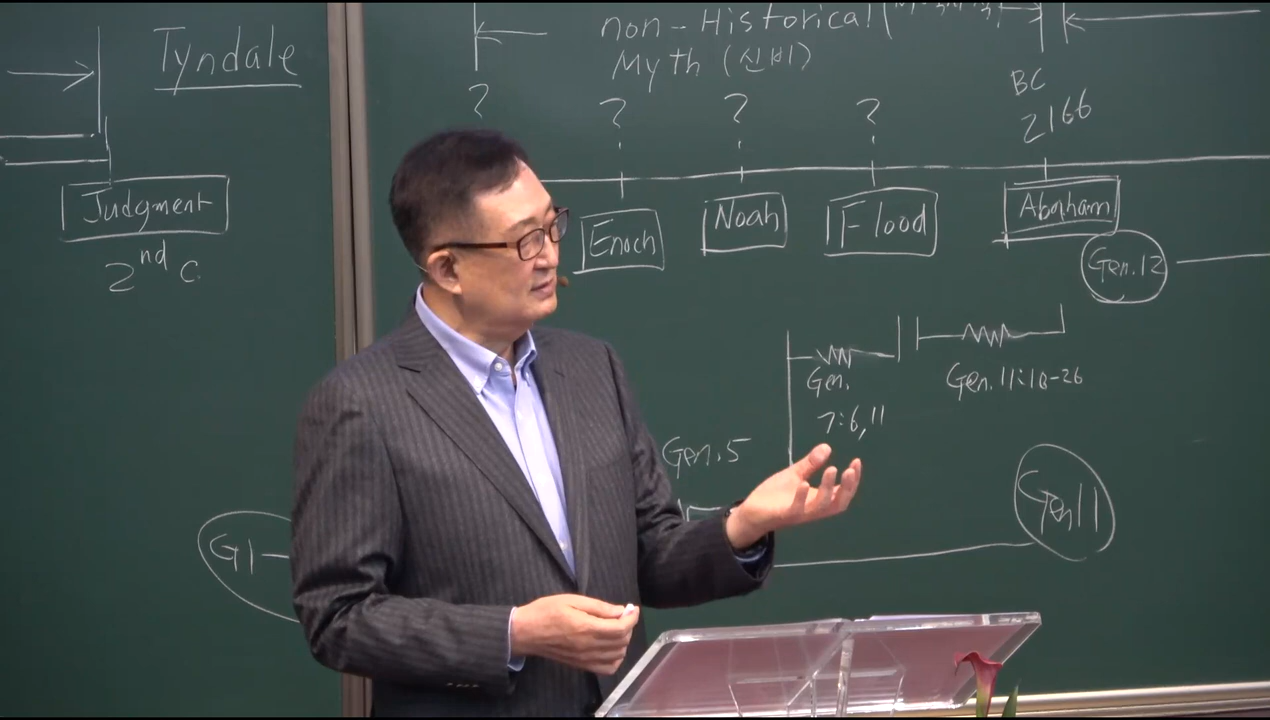 Tyndale
Judgment
2nd C.
non-Historical(
Myth (신비)
? ? ? ?
BC
2166
Enoch
Noah
Flood
Abraham
Gen.12
Gen.
7:6,11
Gen.11:10-26
Gen.5
G1
Gen11